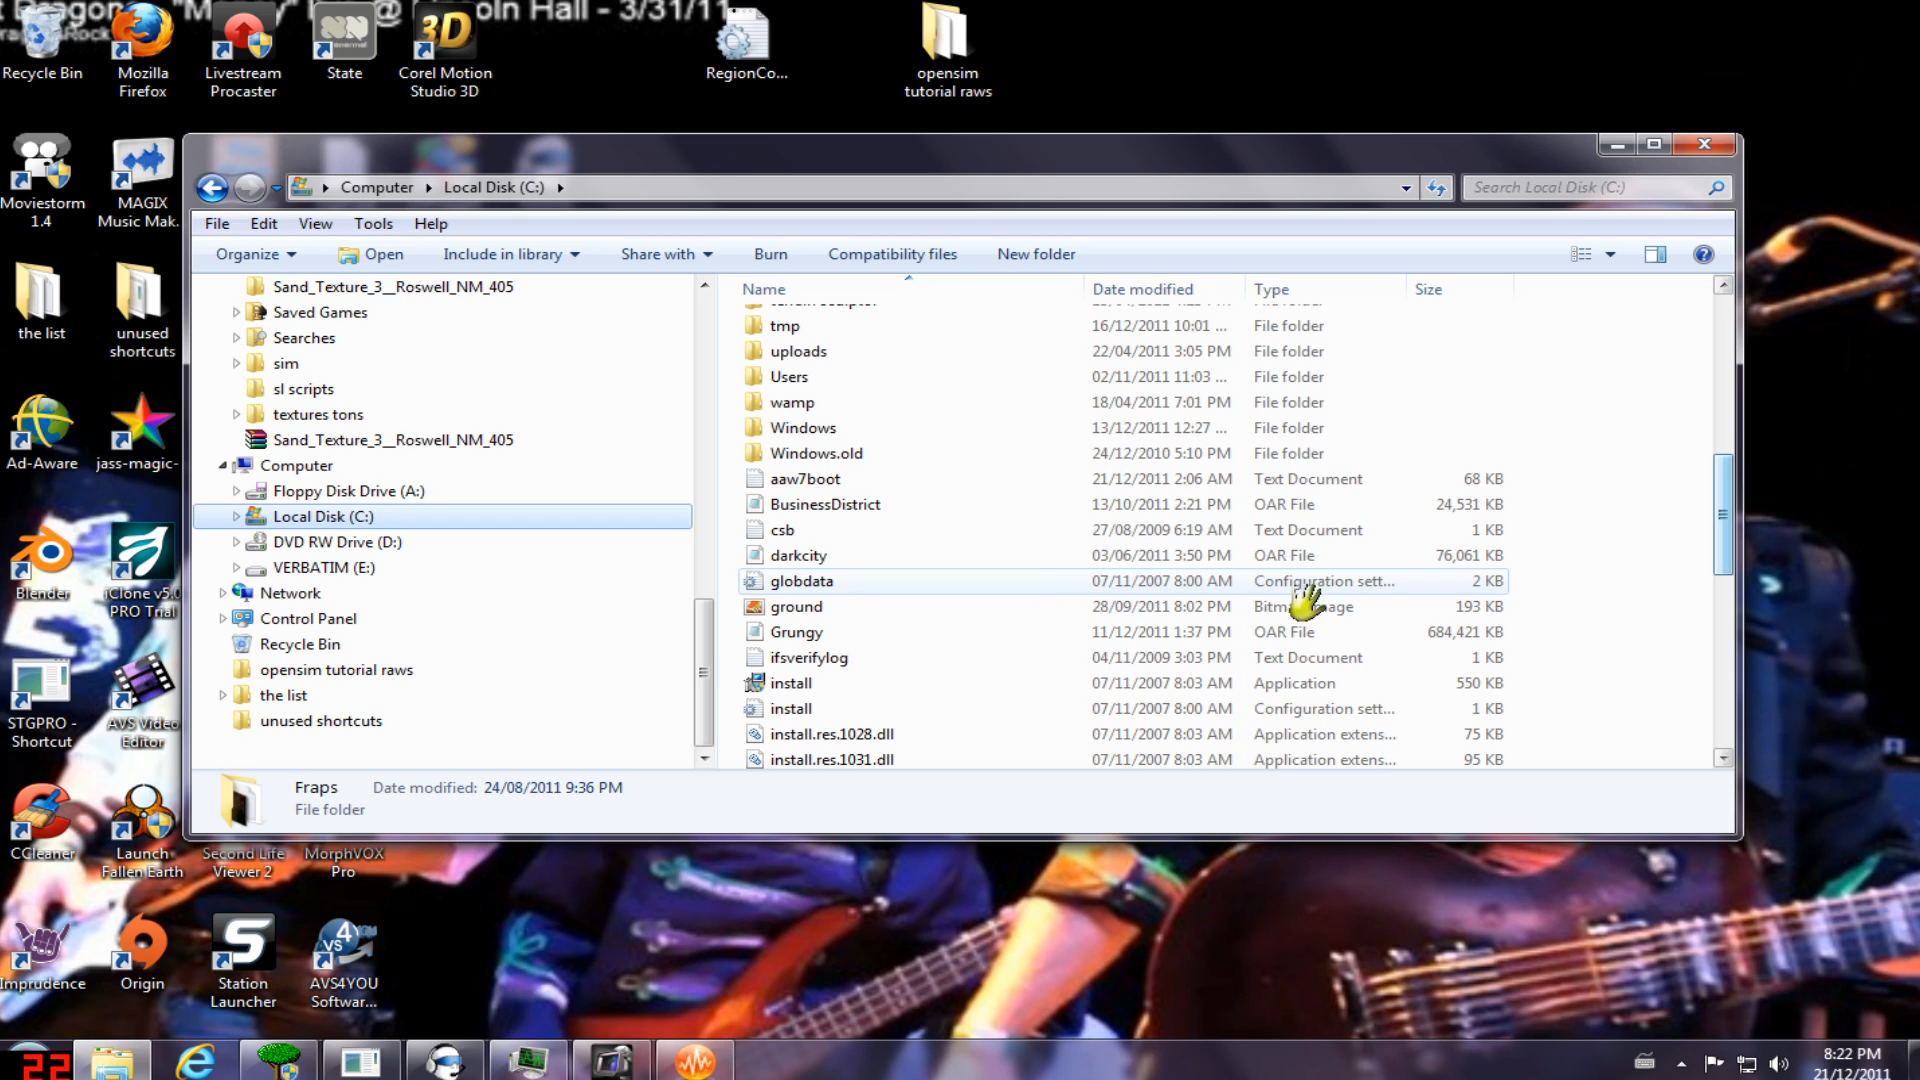 Lincoln Hall - 3/31/11
Recycle Bin
Mozilla
Firefox
Livestream
Procaster
State
Corel Motion
Studio 3D
RegionCo...
opensim
tutorial raws
Moviestorm
1.4
MAGIX
Music Mak.
the list
unused
shortcuts
Ad-Aware
jass-magic-
Blender
iClone v5.0
PRO Trial
STGPRO -
Shortcut
AVS Video
Editor
CCleaner
Launch
Fallen Earth
Second Life
Viewer 2
MorphVOX
Pro
Imprudence
Origin
Station
Launcher
AVS4YOU
Softwar...
Computer
Local Disk (C:)
Search Local Disk (C:)
File Edit View Tools Help
Organize Open Include in library Share with Burn Compatibility files New folder
Sand_Texture_3__Roswell_NM_405
Saved Games
Searches
sim
sl scripts
textures tons
Sand_Texture_3__Roswell_NM_405
Computer
Floppy Disk Drive (A:)
Local Disk (C:)
DVD RW Drive (D:)
VERBATIM (E:)
Network
Control Panel
Recycle Bin
opensim tutorial raws
the list
unused shortcuts
Name Date modified Type Size
tmp 16/12/2011 10:01 ... File folder
uploads 22/04/2011 3:05 PM File folder
Users 02/11/2011 11:03 ... File folder
wamp 18/04/2011 7:01 PM File folder
Windows 13/12/2011 12:27 ... File folder
Windows.old 24/12/2010 5:10 PM File folder
aaw7boot 21/12/2011 2:06 AM Text Document 68 KB
BusinessDistrict 13/10/2011 2:21 PM OAR File 24,531 KB
csb 27/08/2009 6:19 AM Text Document 1 KB
darkcity 03/06/2011 3:50 PM OAR File 76,061 KB
globdata 07/11/2007 8:00 AM Configuration sett... 2 KB
ground 28/09/2011 8:02 PM Bitmap image 193 KB
Grungy 11/12/2011 1:37 PM OAR File 684,421 KB
ifsverifylog 04/11/2009 3:03 PM Text Document 1 KB
install 07/11/2007 8:03 AM Application 550 KB
install 07/11/2007 8:00 AM Configuration sett... 1 KB
install.res.1028.dll 07/11/2007 8:03 AM Application extens... 75 KB
install.res.1031.dll 07/11/2007 8:03 AM Application extens... 95 KB
Fraps Date modified: 24/08/2011 9:36 PM
File folder
22
8:22 PM
21/12/2011